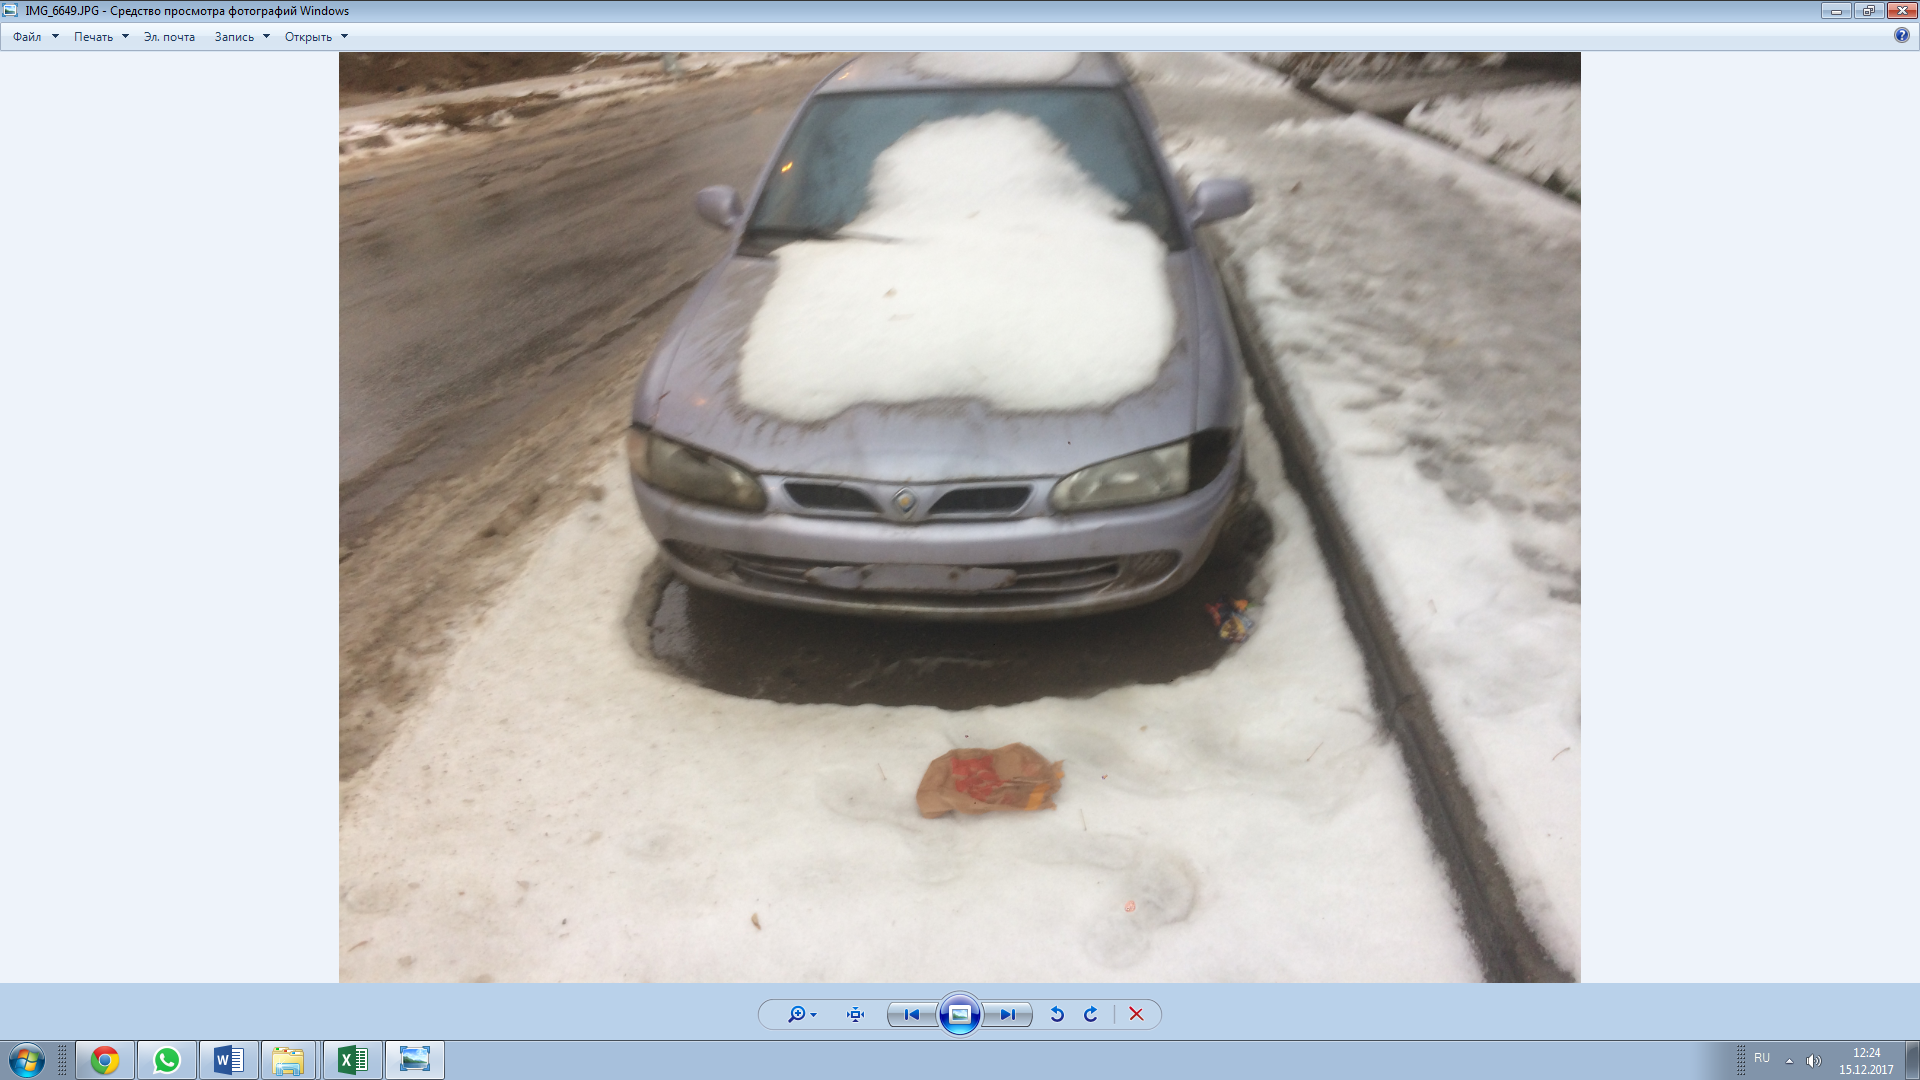 IMG_6649.JPG - Средство просмотра фотографий Windows
Файл Печать Эл. почта Запись Открыть
RU
12:24
15.12.2017